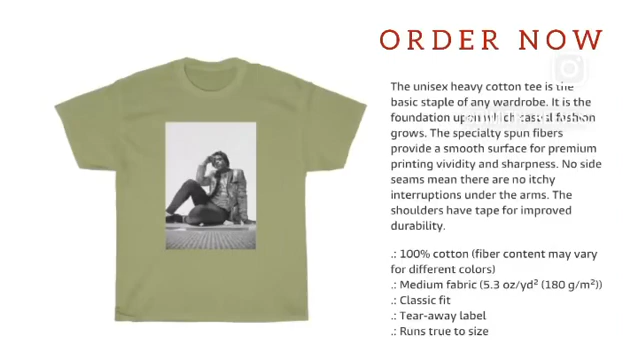 ORDER NOW
The unisex heavy cotton tee is the
basic staple of any wardrobe. It is the
foundation upon which casual fashion
grows. The specialty spun fibers
provide a smooth surface for premium
printing vividity and sharpness. No side
seams mean there are no itchy
interruptions under the arms. The
shoulders have tape for improved
durability.
.: 100% cotton (fiber content may vary
for different colors)
.: Medium fabric (5.3 oz/yd² (180 g/m²))
.: Classic fit
.: Tear-away label
.: Runs true to size